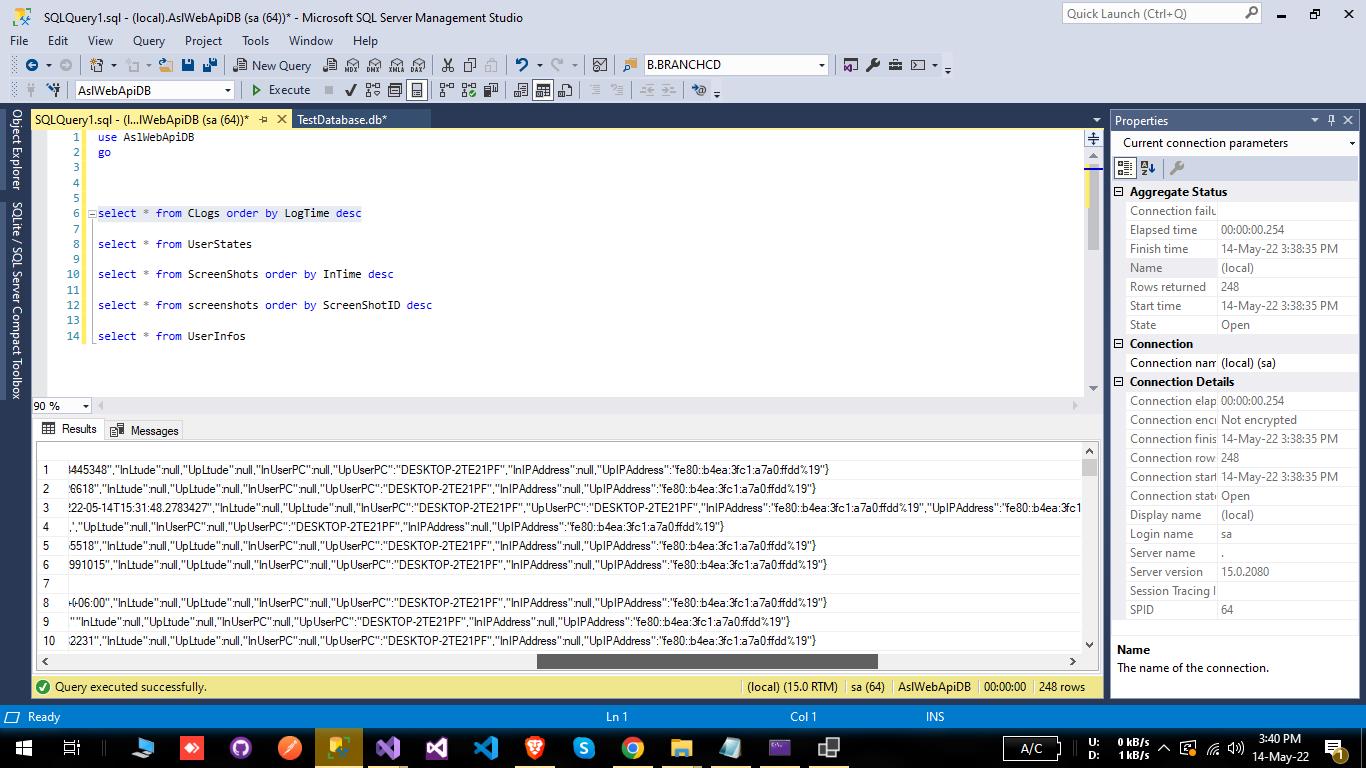 SQLQuery1.sql - (local).AslWebApiDB (sa (64))* - Microsoft SQL Server Management Studio
Quick Launch (Ctrl+Q)
File Edit View Query Project Tools Window Help
New Query MDX DMX XMLA DAX B.BRANCHCD
AslWebApiDB Execute
Object Explorer
SQLite / SQL Server Compact Toolbox
SQLQuery1.sql - (l...lWebApiDB (sa (64))* TestDatabase.db*
1 use AslWebApiDB
2 go
3
4
5
6 select * from CLogs order by LogTime desc
7
8 select * from UserStates
9
10 select * from ScreenShots order by InTime desc
11
12 select * from screenshots order by ScreenShotID desc
13
14 select * from UserInfos
90 %
Results Messages
1 3445348","InLtude":null,"UpLtude":null,"InUserPC":null,"UpUserPC":"DESKTOP-2TE21PF","InIPAddress":null,"UpIPAddress":"fe80::b4ea:3fc1:a7a0:ffdd%19"}
2 26618","InLtude":null,"UpLtude":null,"InUserPC":null,"UpUserPC":"DESKTOP-2TE21PF","InIPAddress":null,"UpIPAddress":"fe80::b4ea:3fc1:a7a0:ffdd%19"}
3 222-05-14T15:31:48.2783427","InLtude":null,"UpLtude":null,"InUserPC":"DESKTOP-2TE21PF","UpUserPC":"DESKTOP-2TE21PF","InIPAddress":"fe80::b4ea:3fc1:a7a0:ffdd%19","UpIPAddress":"fe80::b4ea:3fc1
4 ,"UpLtude":null,"InUserPC":null,"UpUserPC":"DESKTOP-2TE21PF","InIPAddress":null,"UpIPAddress":"fe80::b4ea:3fc1:a7a0:ffdd%19"}
5 55518","InLtude":null,"UpLtude":null,"InUserPC":null,"UpUserPC":"DESKTOP-2TE21PF","InIPAddress":null,"UpIPAddress":"fe80::b4ea:3fc1:a7a0:ffdd%19"}
6 991015","InLtude":null,"UpLtude":null,"InUserPC":null,"UpUserPC":"DESKTOP-2TE21PF","InIPAddress":null,"UpIPAddress":"fe80::b4ea:3fc1:a7a0:ffdd%19"}
7
8 +06:00","InLtude":null,"UpLtude":null,"InUserPC":null,"UpUserPC":"DESKTOP-2TE21PF","InIPAddress":null,"UpIPAddress":"fe80::b4ea:3fc1:a7a0:ffdd%19"}
9 ""InLtude":null,"UpLtude":null,"InUserPC":null,"UpUserPC":"DESKTOP-2TE21PF","InIPAddress":null,"UpIPAddress":"fe80::b4ea:3fc1:a7a0:ffdd%19"}
10 32231","InLtude":null,"UpLtude":null,"InUserPC":null,"UpUserPC":"DESKTOP-2TE21PF","InIPAddress":null,"UpIPAddress":"fe80::b4ea:3fc1:a7a0:ffdd%19"}
Query executed successfully. (local) (15.0 RTM) sa (64) AslWebApiDB 00:00:00 248 rows
Properties
Current connection parameters
Aggregate Status
Connection failu
Elapsed time 00:00:00.254
Finish time 14-May-22 3:38:35 PM
Name (local)
Rows returned 248
Start time 14-May-22 3:38:35 PM
State Open
Connection
Connection nam (local) (sa)
Connection Details
Connection elap 00:00:00.254
Connection encr Not encrypted
Connection finis 14-May-22 3:38:35 PM
Connection row 248
Connection start 14-May-22 3:38:35 PM
Connection state Open
Display name (local)
Login name sa
Server name .
Server version 15.0.2080
Session Tracing I
SPID 64
Name
The name of the connection.
Ready Ln 1 Col 1 INS
A/C
U: 0 kB/s
D: 1 kB/s
3:40 PM
14-May-22
1